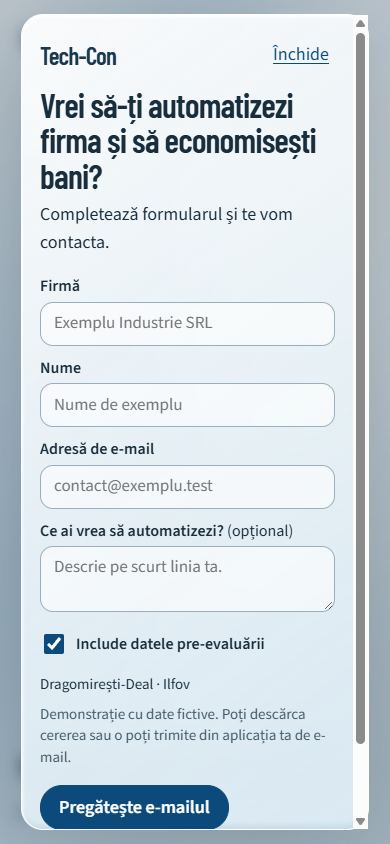 Tech-Con
Închide
Vrei să-ți automatizezi
firma și să economisești
bani?
Completează formularul și te vom
contacta.
Firmă
Exemplu Industrie SRL
Nume
Nume de exemplu
Adresă de e-mail
contact@exemplu.test
Ce ai vrea să automatizezi? (opțional)
Descrie pe scurt linia ta.
Include datele pre-evaluării
Dragomirești-Deal · Ilfov
Demonstrație cu date fictive. Poți descărca
cererea sau o poți trimite din aplicația ta de e-
mail.
Pregătește e-mailul